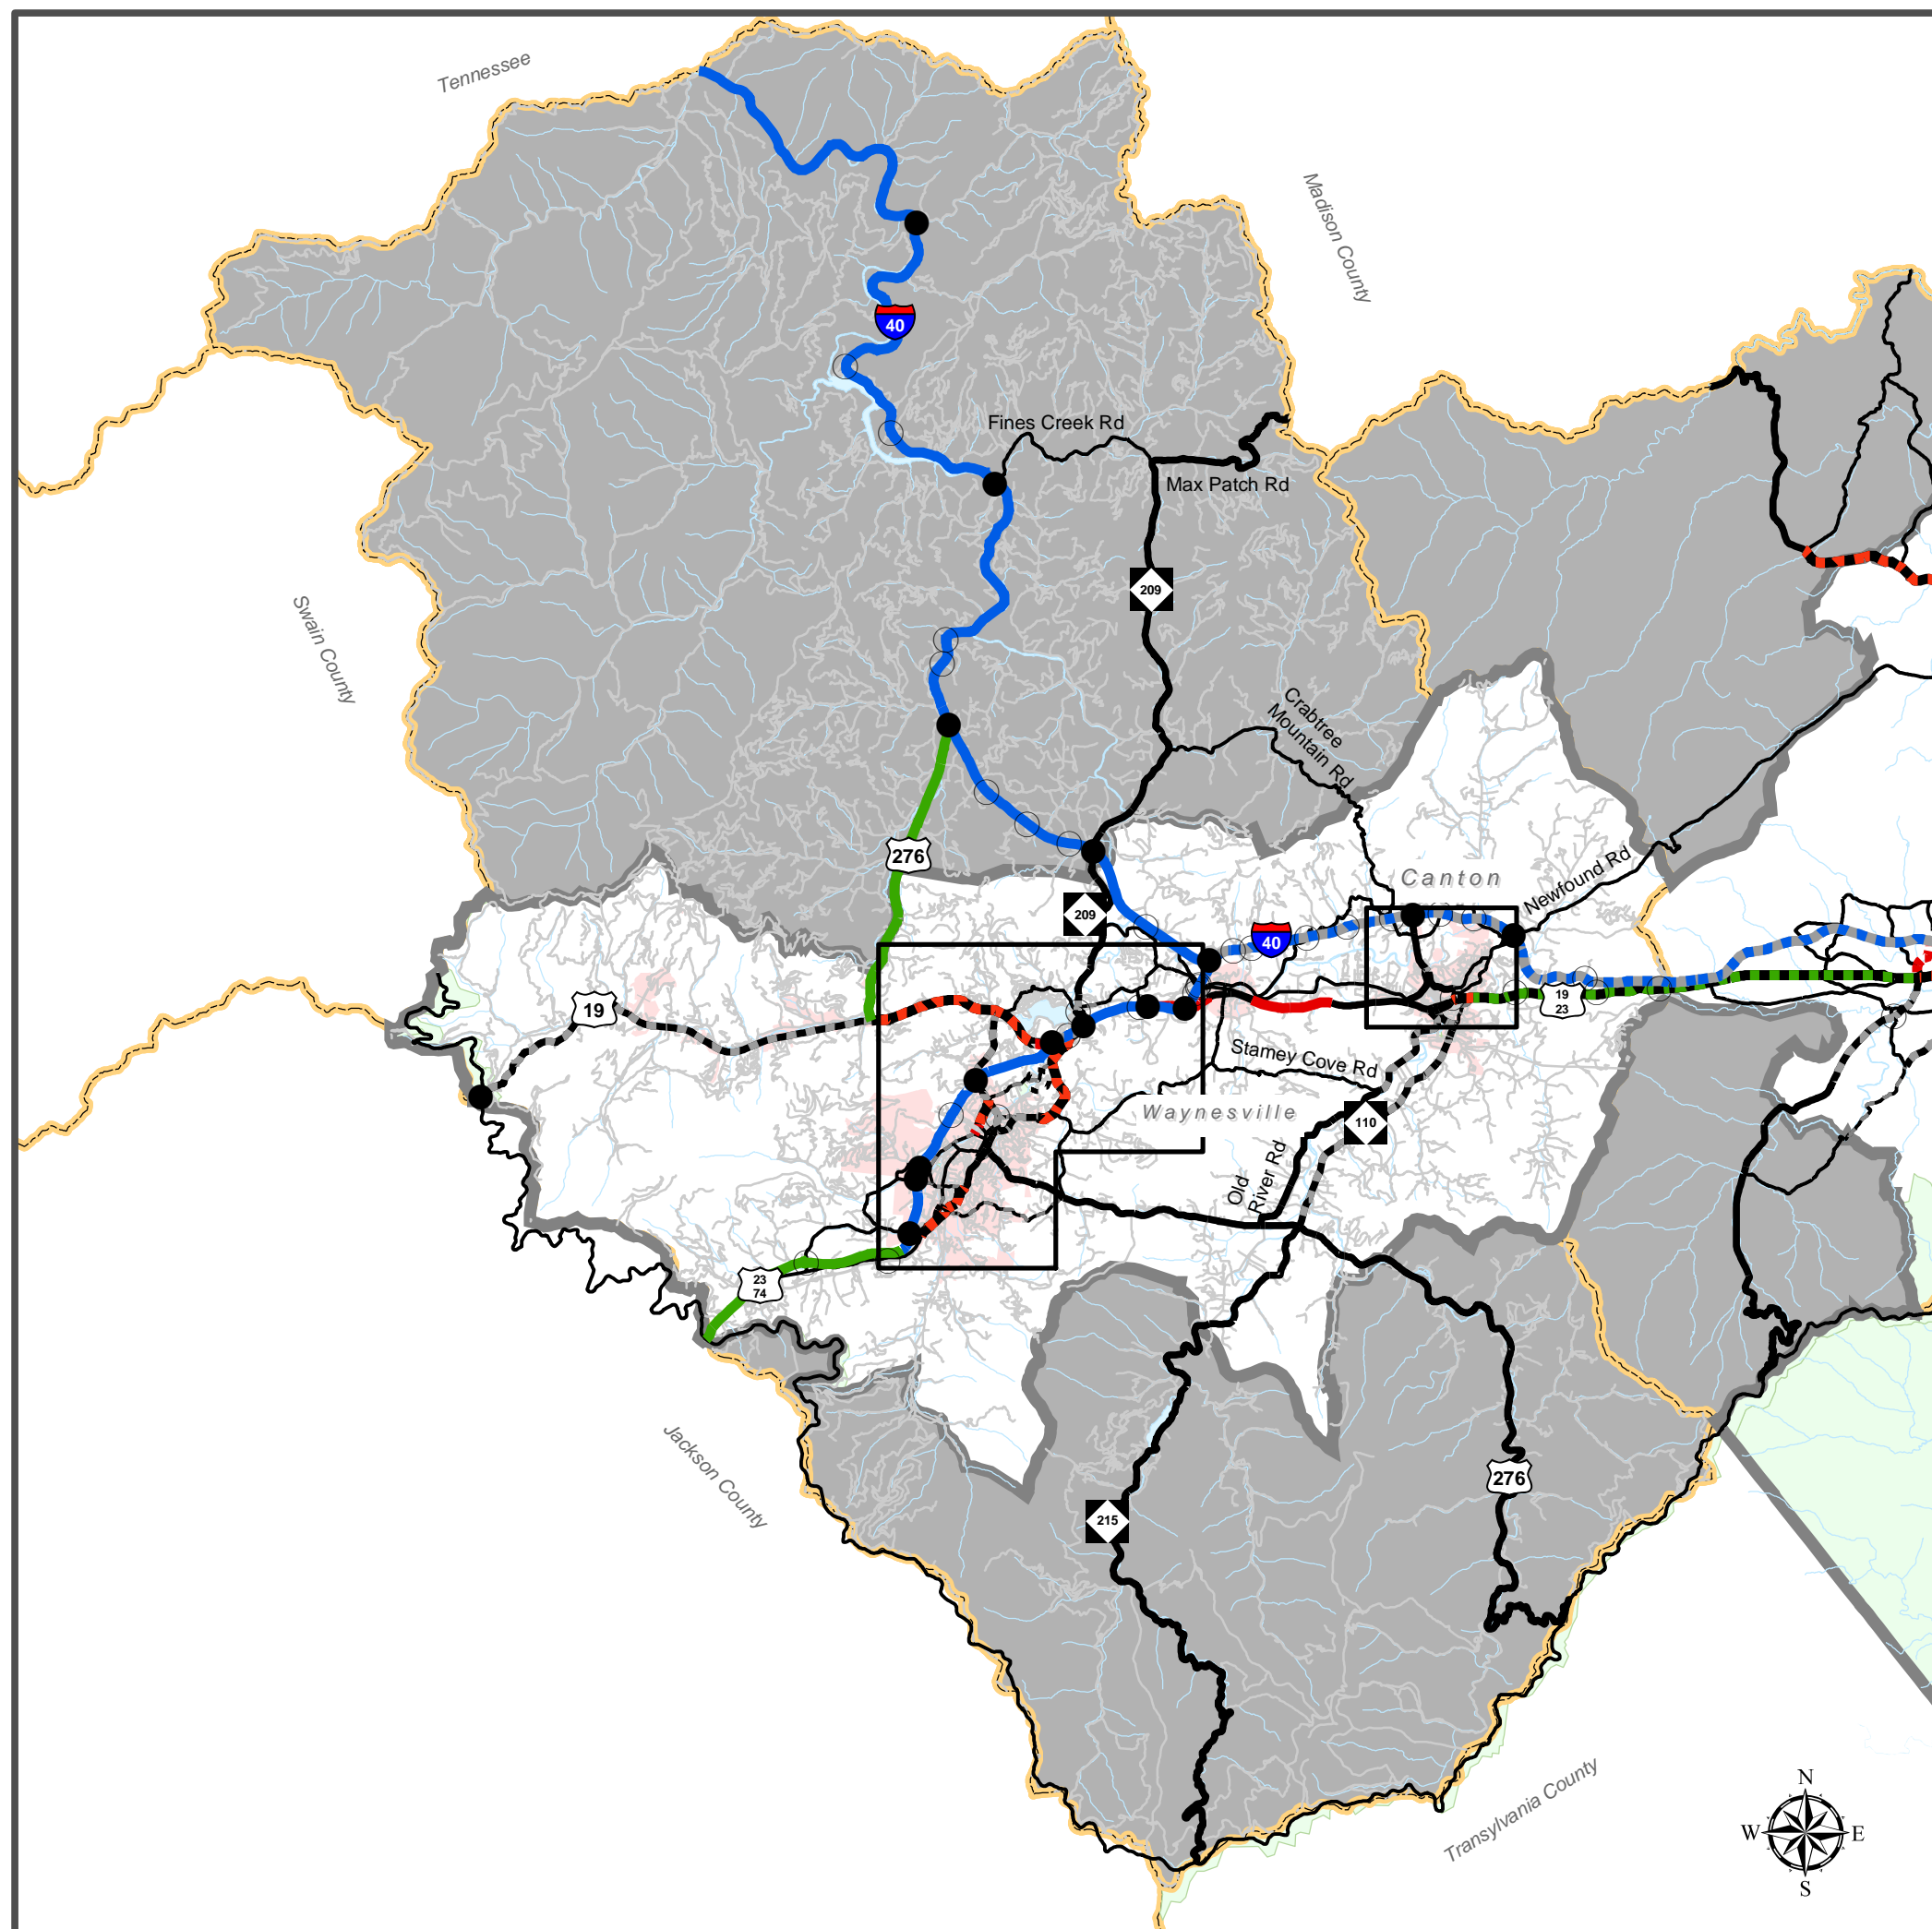 Tennessee
Madison County
40
Fines Creek Rd
Max Patch Rd
209
Swain County
Crabtree
Mountain Rd
276
Canton
Newfound Rd
209
40
19
19
23
Stamey Cove Rd
Waynesville
110
Old
River Rd
23
74
Jackson County
276
215
Transylvania County
N
W
E
S